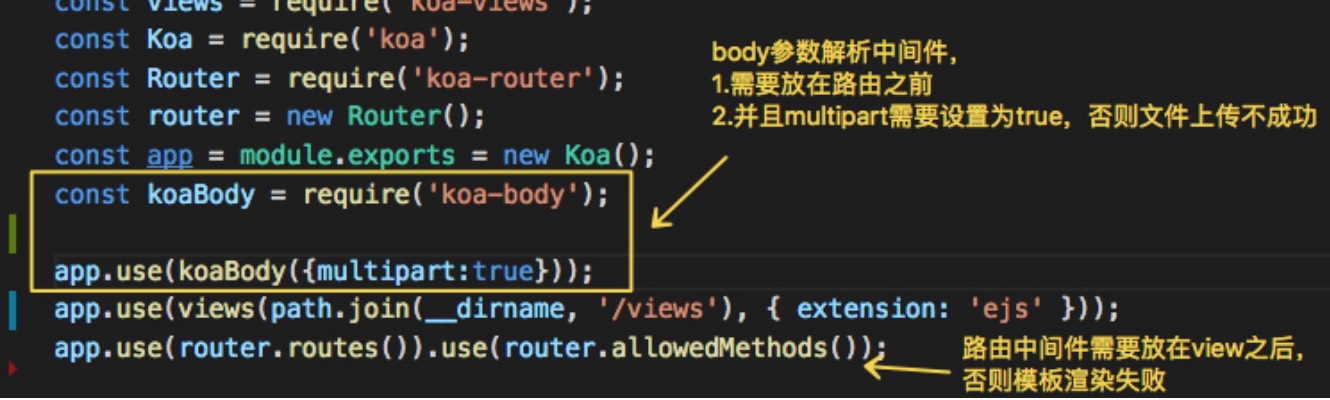 const views = require('koa-views');
const Koa = require('koa');
const Router = require('koa-router');
const router = new Router();
const app = module.exports = new Koa();
const koaBody = require('koa-body');
body参数解析中间件，
1.需要放在路由之前
2.并且multipart需要设置为true，否则文件上传不成功
app.use(koaBody({multipart:true}));
app.use(views(path.join(__dirname, '/views'), { extension: 'ejs' }));
app.use(router.routes()).use(router.allowedMethods());
路由中间件需要放在view之后，
否则模板渲染失败